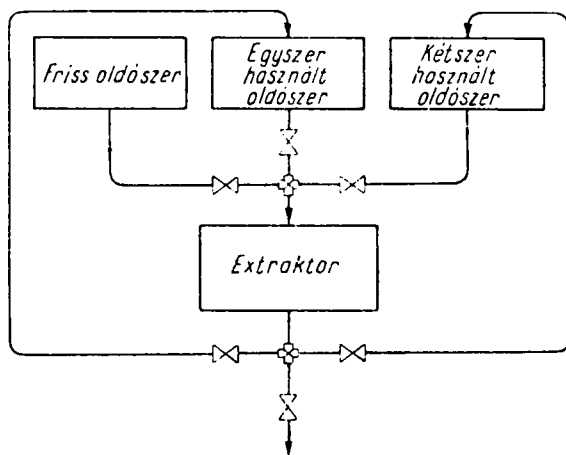 Friss oldószer
Egyszer
használt
oldószer
Kétszer
használt
oldószer
Extraktor